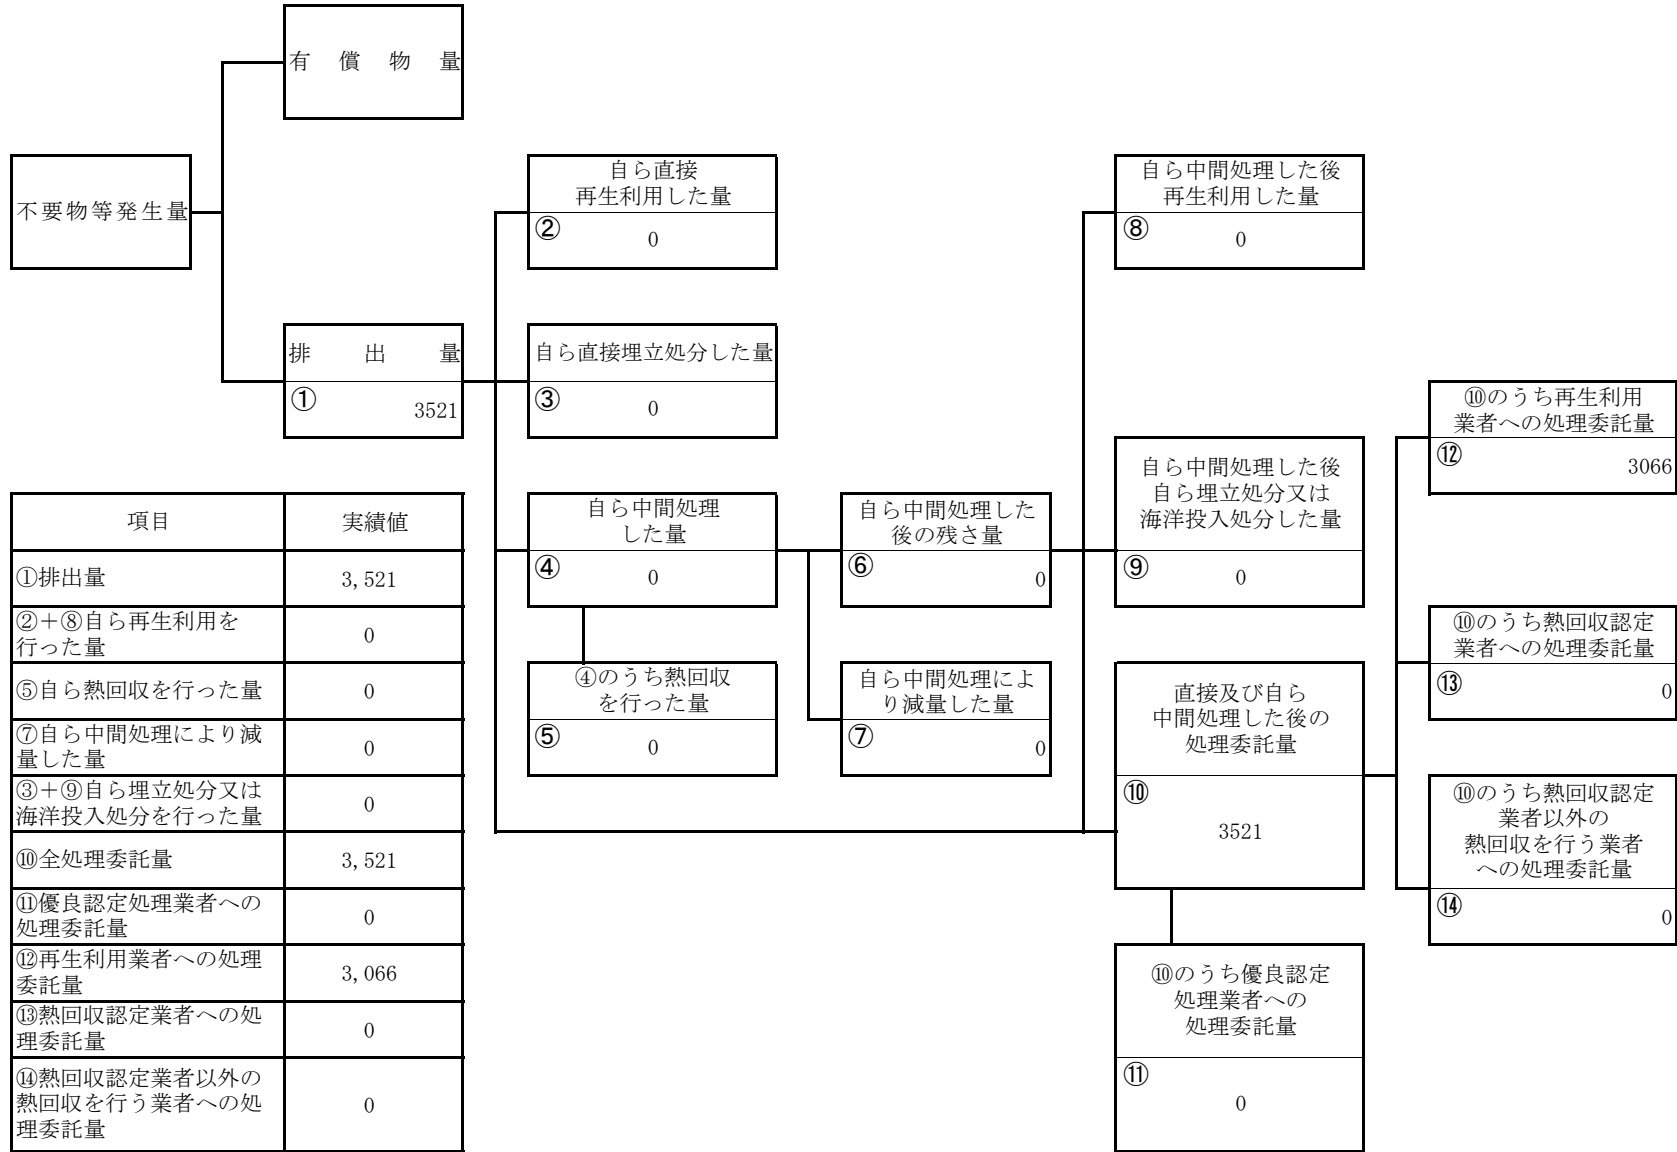 有償物量
不要物等発生量
排出量
①
3521
自ら直接
再生利用した量
②
0
自ら直接埋立処分した量
③
0
自ら中間処理
した量
④
0
④のうち熱回収
を行った量
⑤
0
自ら中間処理した
後の残さ量
⑥
0
自ら中間処理によ
り減量した量
⑦
0
自ら中間処理した後
再生利用した量
⑧
0
自ら中間処理した後
自ら埋立処分又は
海洋投入処分した量
⑨
0
直接及び自ら
中間処理した後の
処理委託量
⑩
3521
⑩のうち優良認定
処理業者への
処理委託量
⑪
0
⑩のうち再生利用
業者への処理委託量
⑫
3066
⑩のうち熱回収認定
業者への処理委託量
⑬
0
⑩のうち熱回収認定
業者以外の
熱回収を行う業者
への処理委託量
⑭
0
項目 実績値
①排出量 3,521
②＋⑧自ら再生利用を
行った量
0
⑤自ら熱回収を行った量 0
⑦自ら中間処理により減
量した量
0
③＋⑨自ら埋立処分又は
海洋投入処分を行った量
0
⑩全処理委託量 3,521
⑪優良認定処理業者への
処理委託量
0
⑫再生利用業者への処理
委託量
3,066
⑬熱回収認定業者への処
理委託量
0
⑭熱回収認定業者以外の
熱回収を行う業者への処
理委託量
0